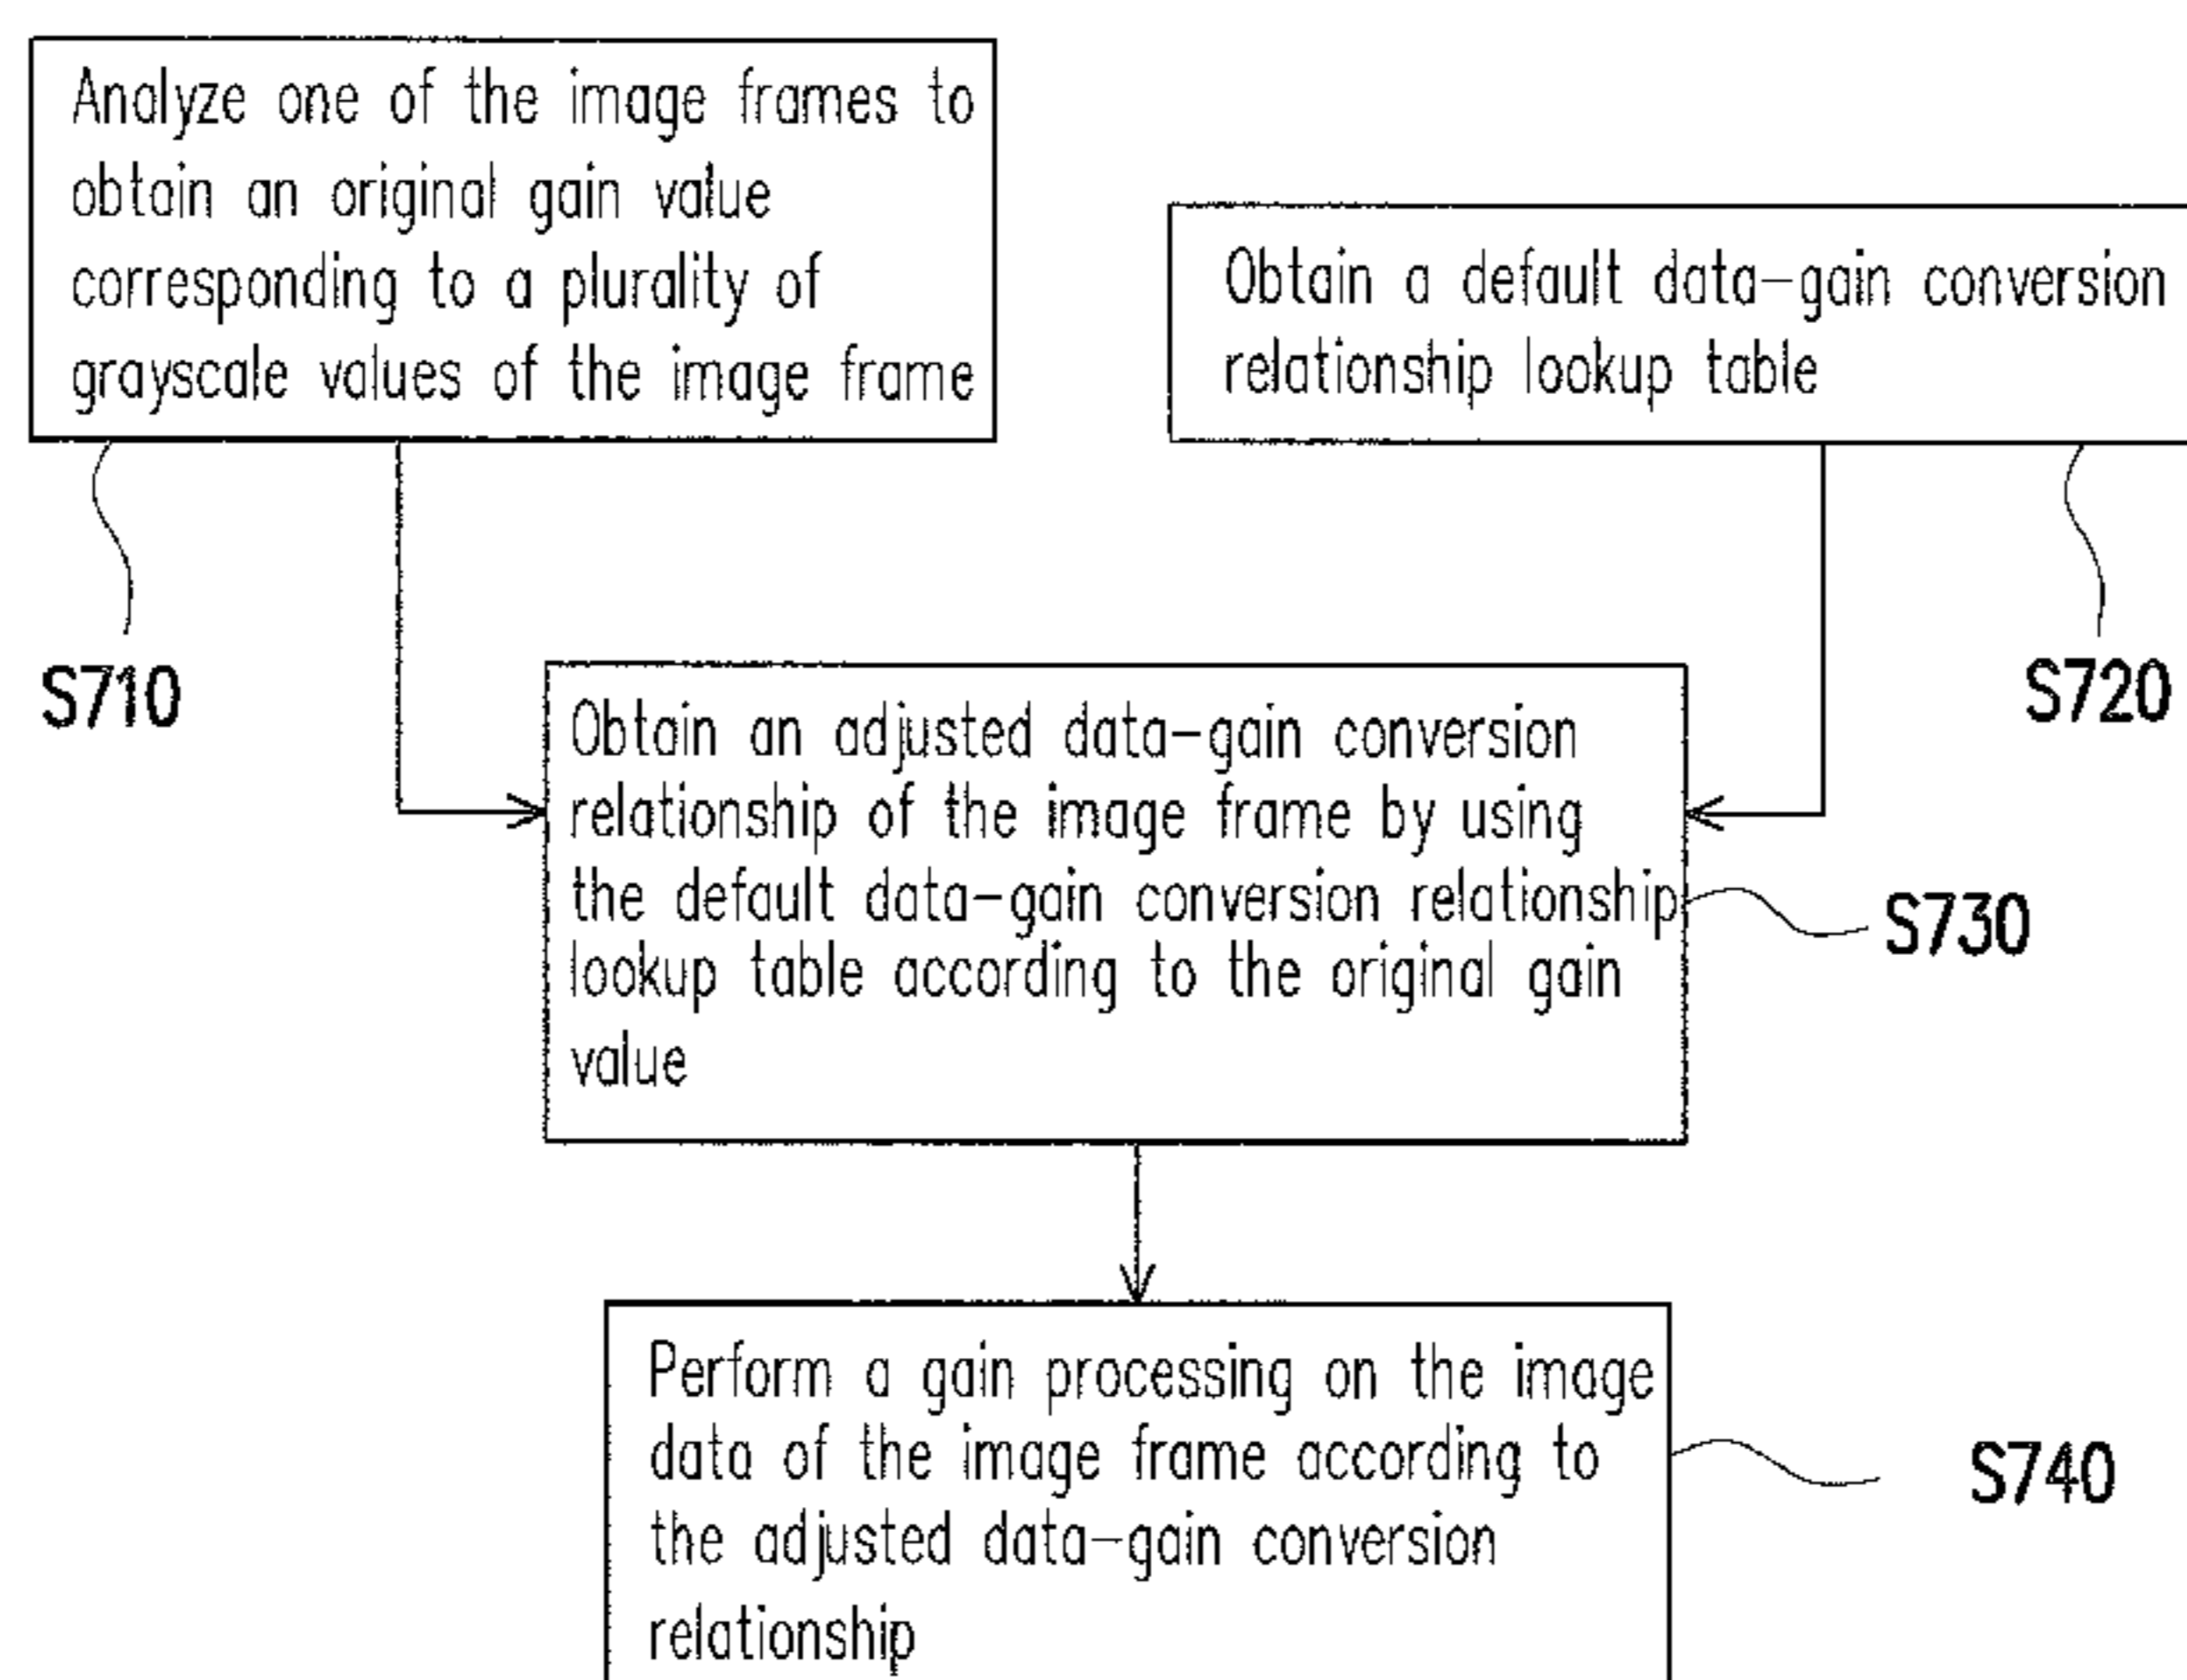 Analyze one of the image frames to
obtain an original gain value
corresponding to a plurality of
grayscale values of the image frame
Obtain a default data-gain conversion
relationship lookup table
S710
S720
Obtain an adjusted data-gain conversion
relationship of the image frame by using
the default data-gain conversion relationship
lookup table according to the original gain
value
S730
Perform a gain processing on the image
data of the image frame according to
the adjusted data-gain conversion
relationship
S740